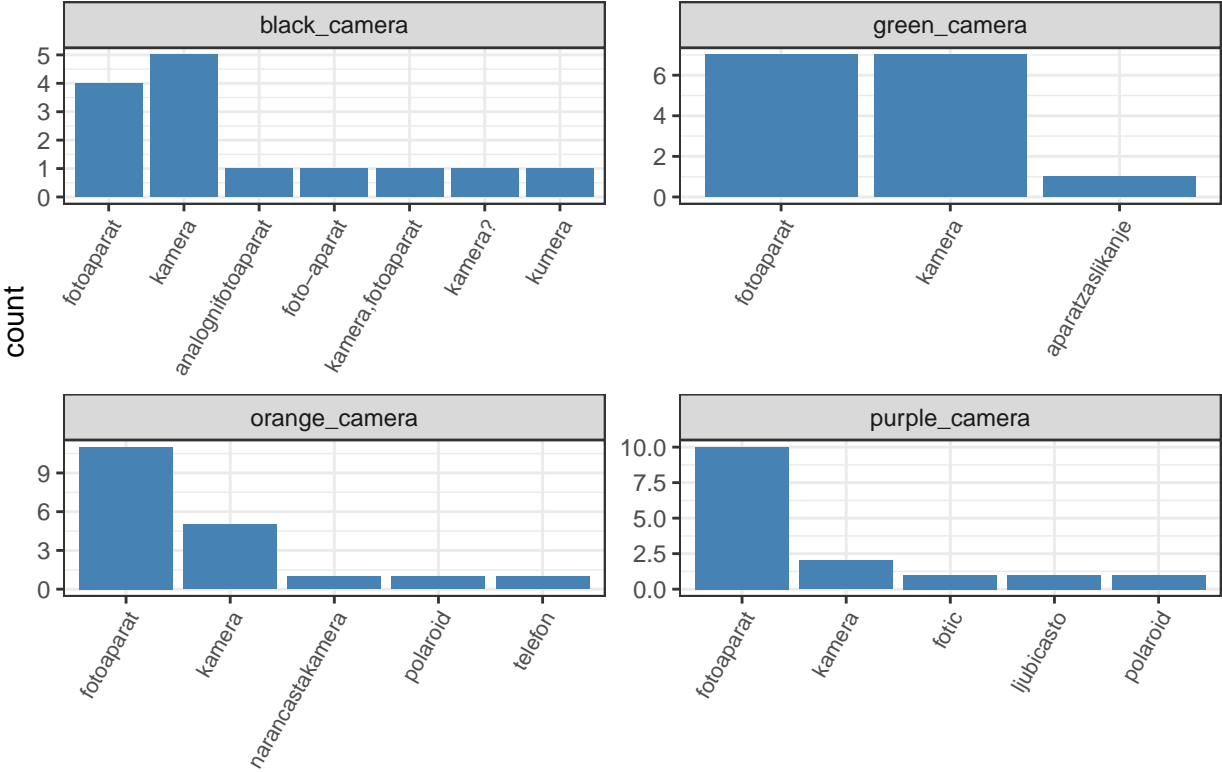 black_camera
5
4
3
2
1
0
fotoaparat
kamera
analognifotoaparat
foto-aparat
kamera,fotoaparat
kamera?
kumera
green_camera
6
4
2
0
fotoaparat
kamera
aparatzaslikanje
count
orange_camera
9
6
3
0
fotoaparat
kamera
narancastakamera
polaroid
telefon
purple_camera
10.0
7.5
5.0
2.5
0.0
fotoaparat
kamera
fotic
ljubicasto
polaroid